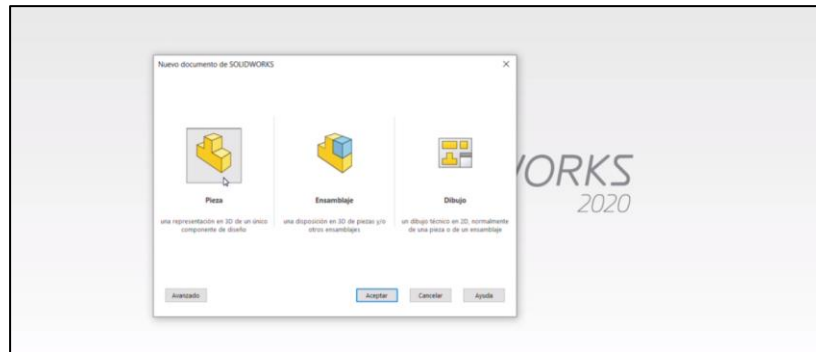 Nuevo documento de SOLIDWORKS
Pieza
una representación en 3D de un único
componente de diseño
Ensamblaje
una disposición en 3D de piezas y/o
otros ensamblajes
Dibujo
un dibujo técnico en 2D, normalmente
de una pieza o de un ensamblaje
ORKS
2020
Avanzado
Aceptar
Cancelar
Ayuda